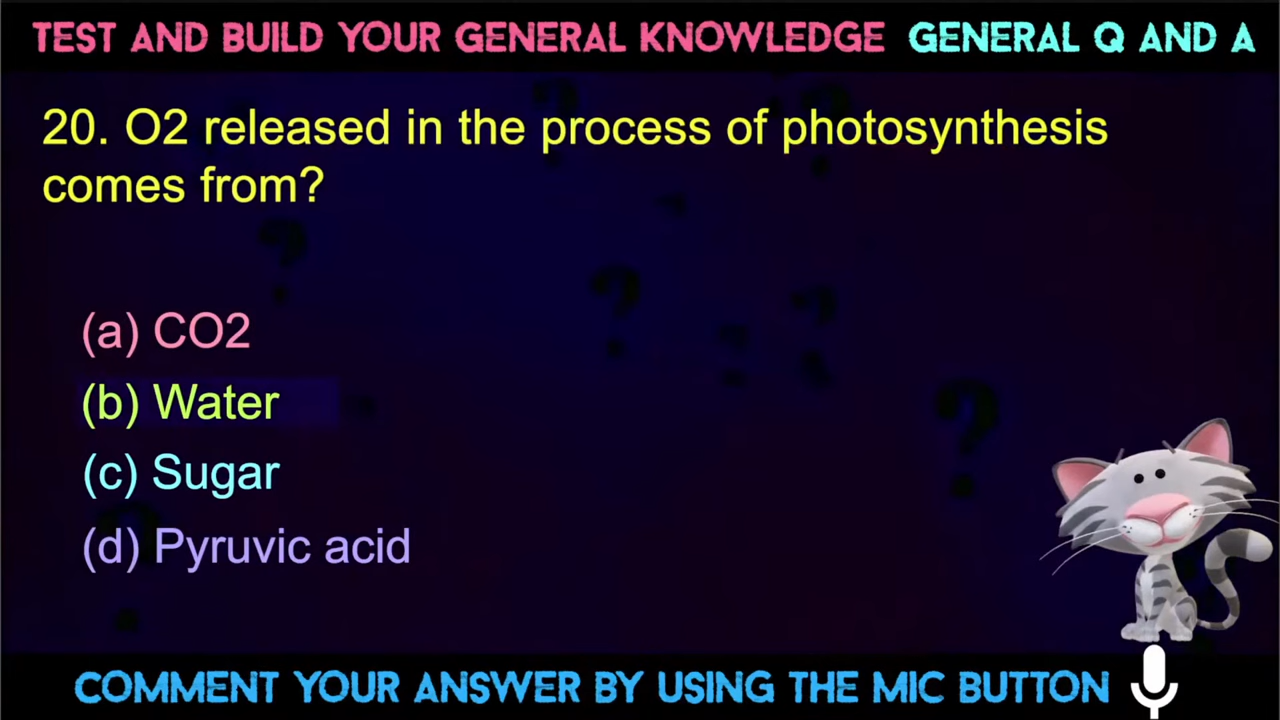 TEST AND BUILD YOUR GENERAL KNOWLEDGE GENERAL Q AND A
20. O2 released in the process of photosynthesis
comes from?
(a) CO2
(b) Water
(c) Sugar
(d) Pyruvic acid
COMMENT YOUR ANSWER BY USING THE MIC BUTTON